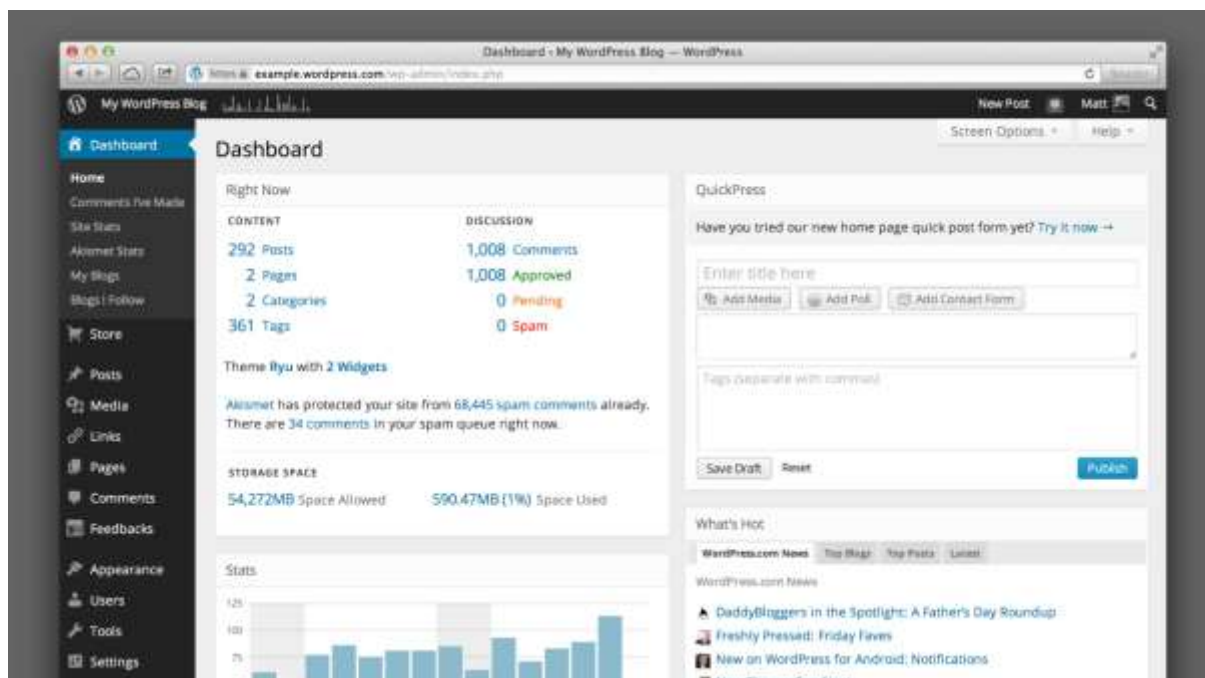 Dashboard - My WordPress Blog — WordPress
https example.wordpress.com/wp-admin/index.php
My WordPress Blog
New Post
Matt
Screen Options
Help
Dashboard
Home
Comments I've Made
Site Stats
Akismet Stats
My Blogs
Blogs I Follow
Store
Posts
Media
Links
Pages
Comments
Feedbacks
Appearance
Users
Tools
Settings
Dashboard
Right Now
CONTENT
292 Posts
2 Pages
2 Categories
361 Tags
DISCUSSION
1,008 Comments
1,008 Approved
0 Pending
0 Spam
Theme Ryu with 2 Widgets
Akismet has protected your site from 68,445 spam comments already.
There are 34 comments in your spam queue right now.
STORAGE SPACE
54,272MB Space Allowed
590.47MB (1%) Space Used
Stats
125
100
75
QuickPress
Have you tried our new home page quick post form yet? Try it now →
Enter title here
Add Media
Add Poll
Add Contact Form
Tags (separate with commas)
Save Draft
Reset
Publish
What's Hot
WordPress.com News
Top Blogs
Top Posts
Latest
WordPress.com News
DaddyBloggers in the Spotlight: A Father's Day Roundup
Freshly Pressed: Friday Faves
New on WordPress for Android: Notifications